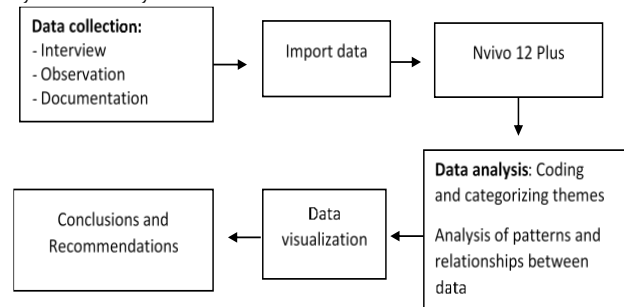 Data collection:
- Interview
- Observation
- Documentation
Import data
Nvivo 12 Plus
Data analysis: Coding
and categorizing themes
Analysis of patterns and
relationships between
data
Data
visualization
Conclusions and
Recommendations